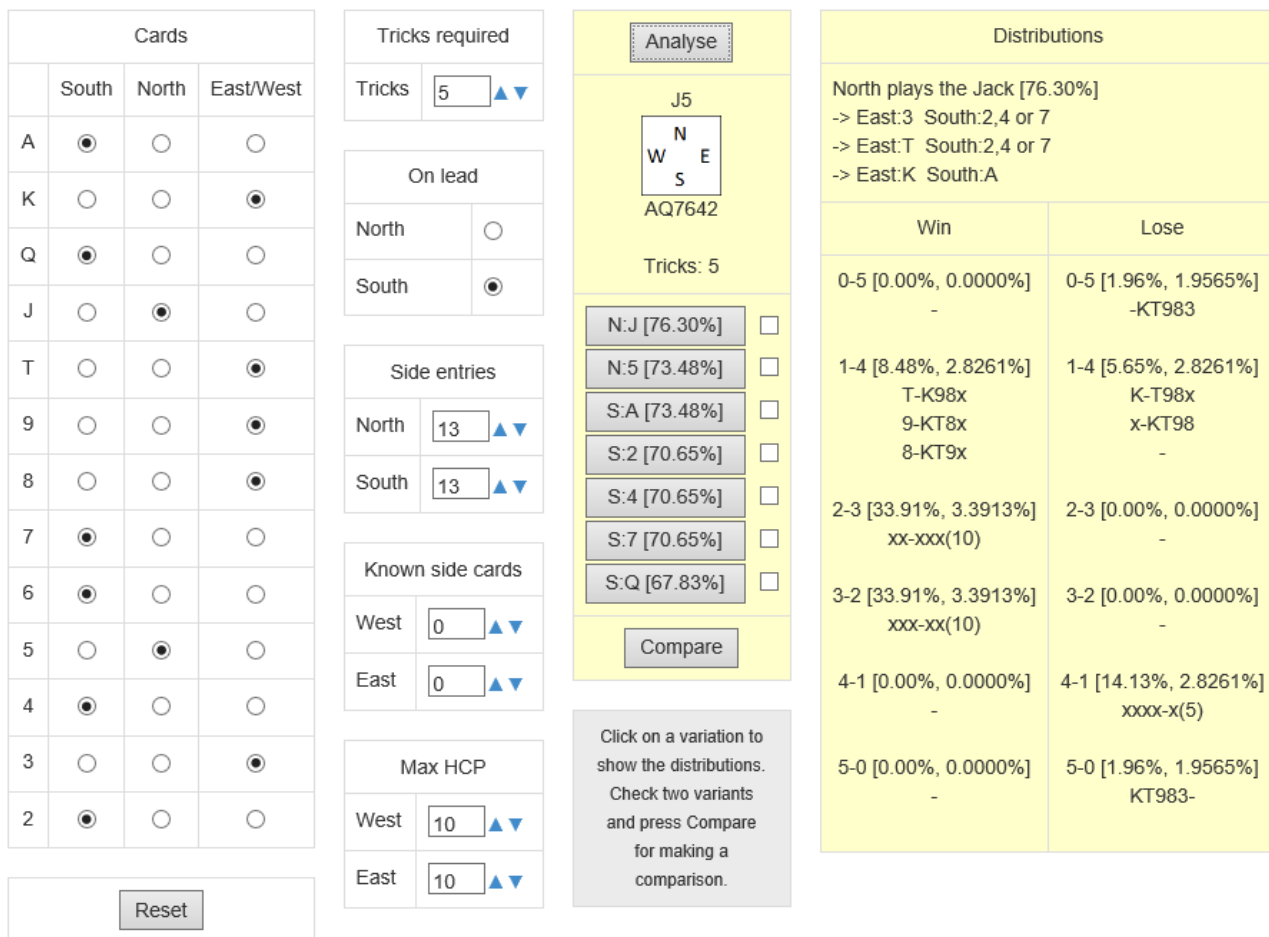 Cards
South North East/West
A
K
Q
J
T
9
8
7
6
5
4
3
2
Reset
Tricks required
Tricks 5
On lead
North
South
Side entries
North 13
South 13
Known side cards
West 0
East 0
Max HCP
West 10
East 10
Analyse
J5
N
W E
S
AQ7642
Tricks: 5
N:J [76.30%]
N:5 [73.48%]
S:A [73.48%]
S:2 [70.65%]
S:4 [70.65%]
S:7 [70.65%]
S:Q [67.83%]
Compare
Click on a variation to
show the distributions.
Check two variants
and press Compare
for making a
comparison.
Distributions
North plays the Jack [76.30%]
-> East:3 South:2,4 or 7
-> East:T South:2,4 or 7
-> East:K South:A
Win Lose
0-5 [0.00%, 0.0000%] 0-5 [1.96%, 1.9565%]
- -KT983
1-4 [8.48%, 2.8261%] 1-4 [5.65%, 2.8261%]
T-K98x K-T98x
9-KT8x x-KT98
8-KT9x -
2-3 [33.91%, 3.3913%] 2-3 [0.00%, 0.0000%]
xx-xxx(10) -
3-2 [33.91%, 3.3913%] 3-2 [0.00%, 0.0000%]
xxx-xx(10) -
4-1 [0.00%, 0.0000%] 4-1 [14.13%, 2.8261%]
- xxxx-x(5)
5-0 [0.00%, 0.0000%] 5-0 [1.96%, 1.9565%]
- KT983-